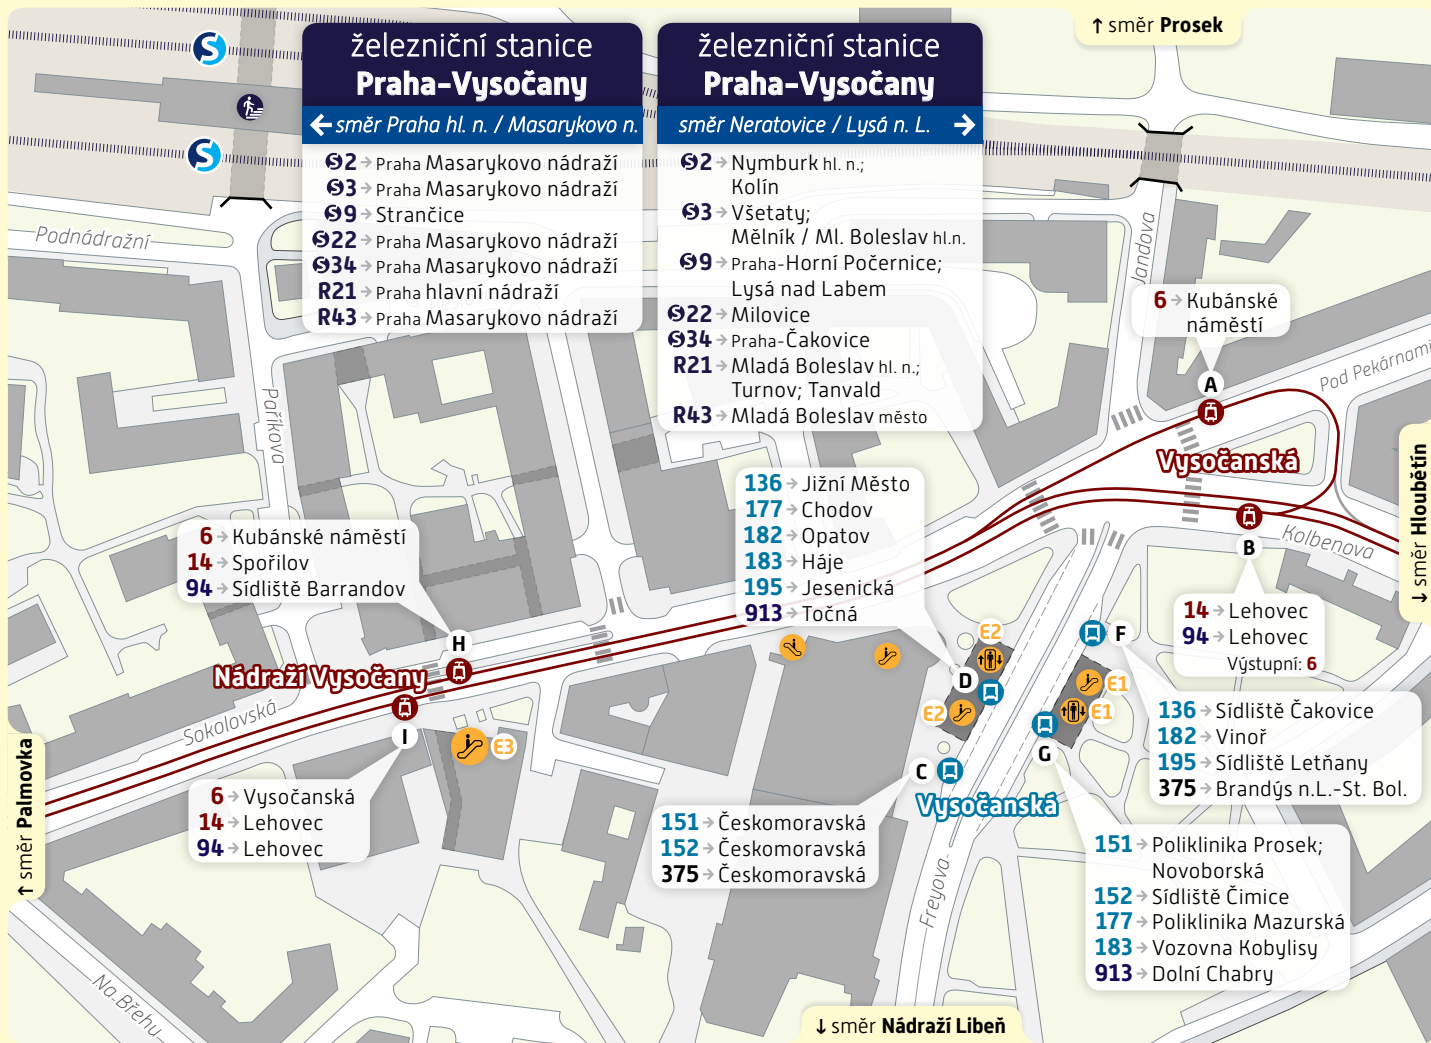 ↑ směr Prosek
železniční stanice
Praha-Vysočany
← směr Praha hl. n. / Masarykovo n.
S2 → Praha Masarykovo nádraží
S3 → Praha Masarykovo nádraží
S9 → Strančice
S22 → Praha Masarykovo nádraží
S34 → Praha Masarykovo nádraží
R21 → Praha hlavní nádraží
R43 → Praha Masarykovo nádraží
železniční stanice
Praha-Vysočany
směr Neratovice / Lysá n. L. →
S2 → Nymburk hl. n.;
Kolín
S3 → Všetaty;
Mělník / Ml. Boleslav hl.n.
S9 → Praha-Horní Počernice;
Lysá nad Labem
S22 → Milovice
S34 → Praha-Čakovice
R21 → Mladá Boleslav hl. n.;
Turnov; Tanvald
R43 → Mladá Boleslav město
S
S
Podnádražní
Jandova
6 → Kubánské
náměstí
A
Pod Pekárnami
Paříkova
Vysočanská
↓ směr Hloubětín
136 → Jižní Město
177 → Chodov
182 → Opatov
183 → Háje
195 → Jesenická
913 → Točná
6 → Kubánské náměstí
14 → Spořilov
94 → Sídliště Barrandov
B
Kolbenova
14 → Lehovec
94 → Lehovec
Výstupní: 6
H
Nádraží Vysočany
E2
F
D
E1
E2
E1
Sokolovská
I
E3
G
C
Vysočanská
136 → Sídliště Čakovice
182 → Vinoř
195 → Sídliště Letňany
375 → Brandýs n.L.-St. Bol.
↑ směr Palmovka
6 → Vysočanská
14 → Lehovec
94 → Lehovec
151 → Českomoravská
152 → Českomoravská
375 → Českomoravská
151 → Poliklinika Prosek;
Novoborská
152 → Sídliště Čimice
177 → Poliklinika Mazurská
183 → Vozovna Kobylisy
913 → Dolní Chabry
Freyova
Na Břehu
↓ směr Nádraží Libeň